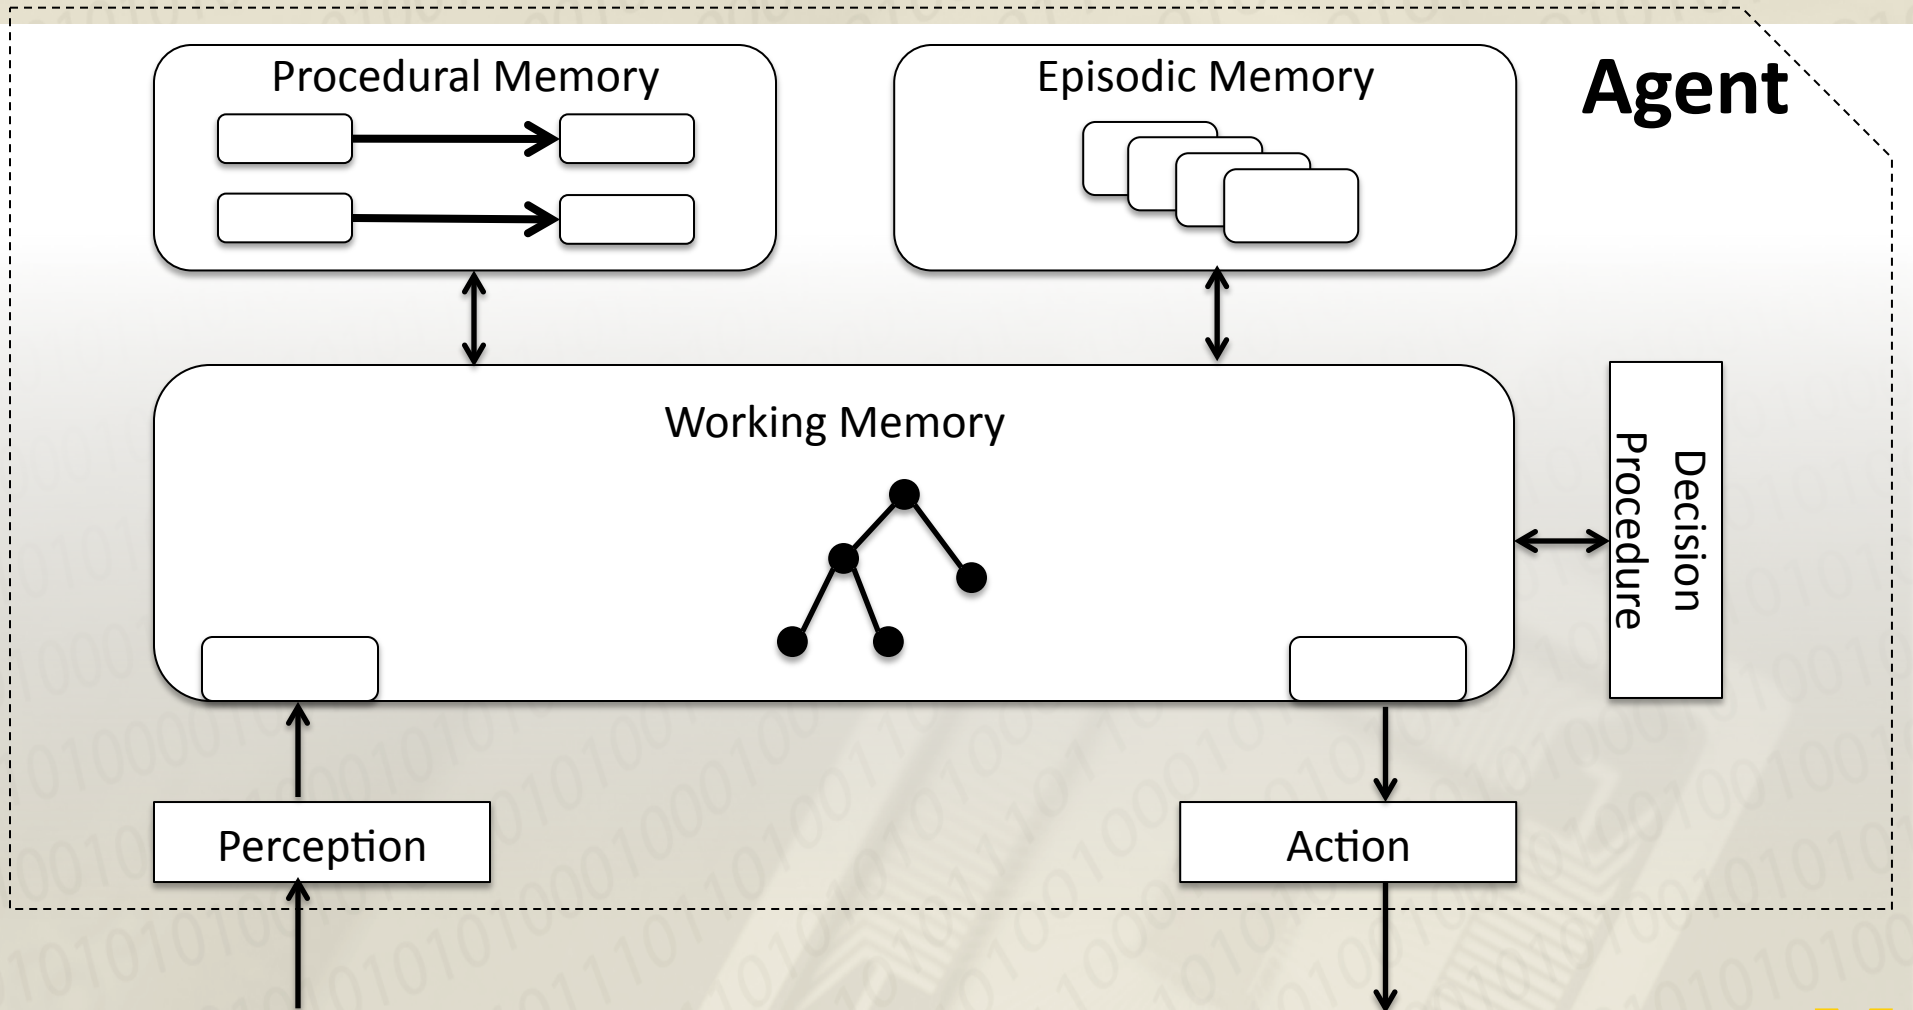 Procedural Memory
Episodic Memory
Agent
Working Memory
Decision
Procedure
Perception
Action